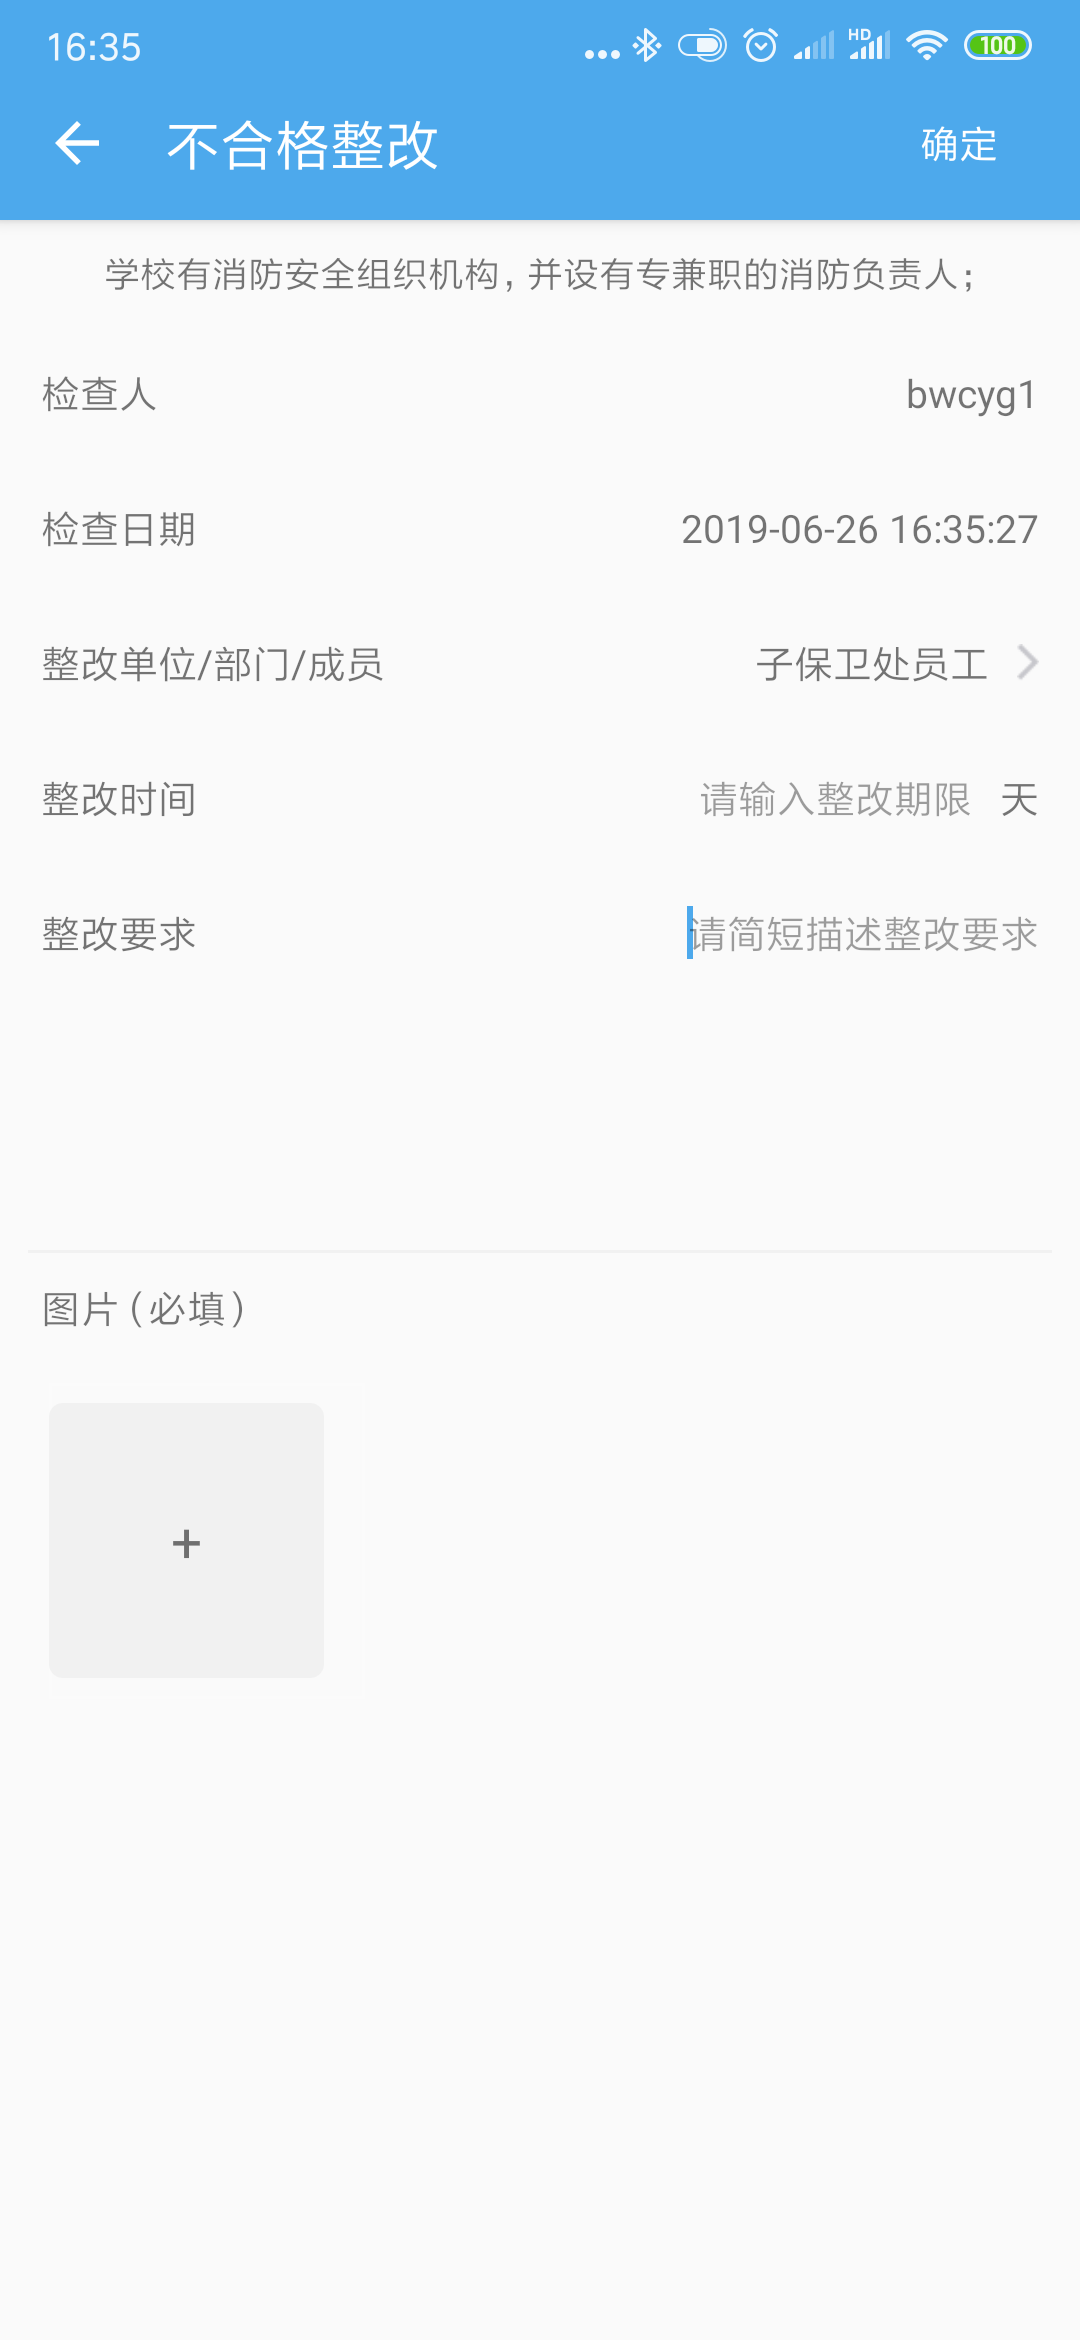 16:35
HD
100
不合格整改
确定
学校有消防安全组织机构，并设有专兼职的消防负责人；
检查人
bwcyg1
检查日期
2019-06-26 16:35:27
整改单位/部门/成员
子保卫处员工
整改时间
请输入整改期限 天
整改要求
请简短描述整改要求
图片（必填）
+